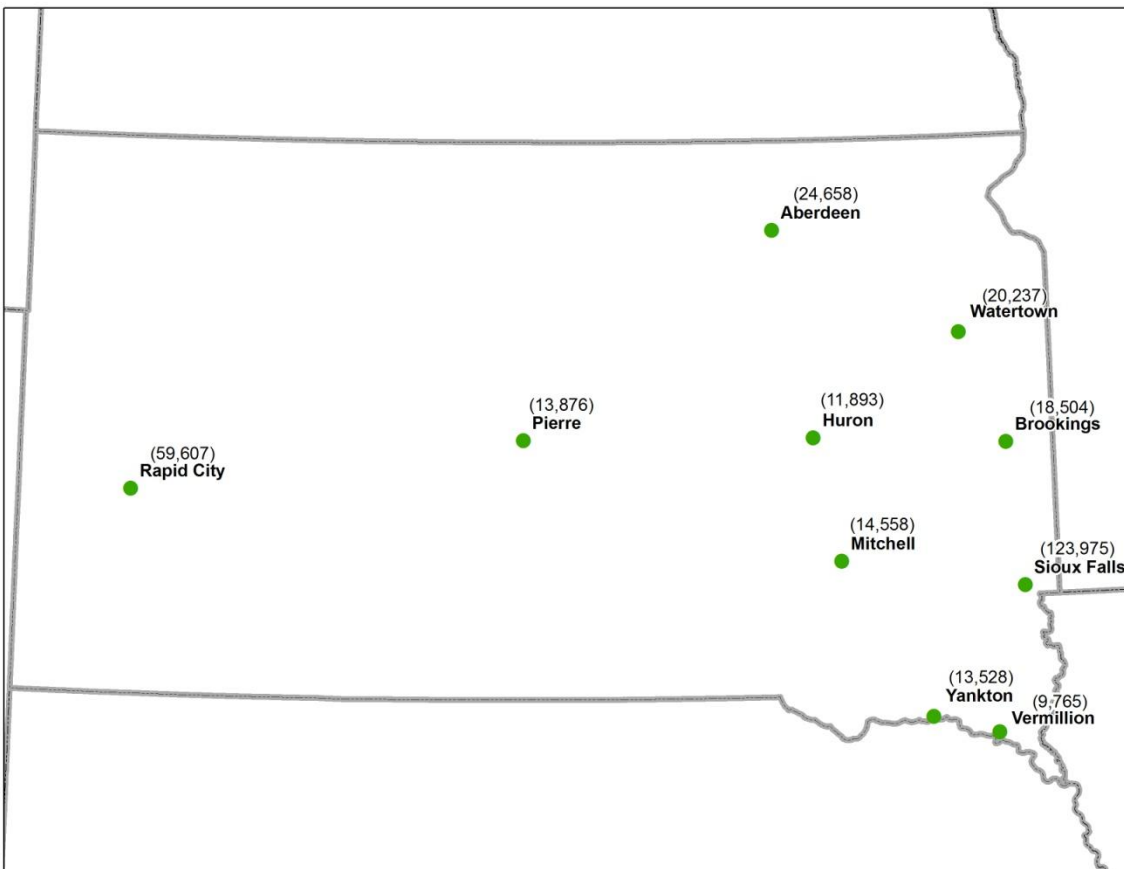 (24,658)
Aberdeen
(20,237)
Watertown
(13,876)
Pierre
(11,893)
Huron
(18,504)
Brookings
(59,607)
Rapid City
(14,558)
Mitchell
(123,975)
Sioux Falls
(13,528)
Yankton
(9,765)
Vermillion